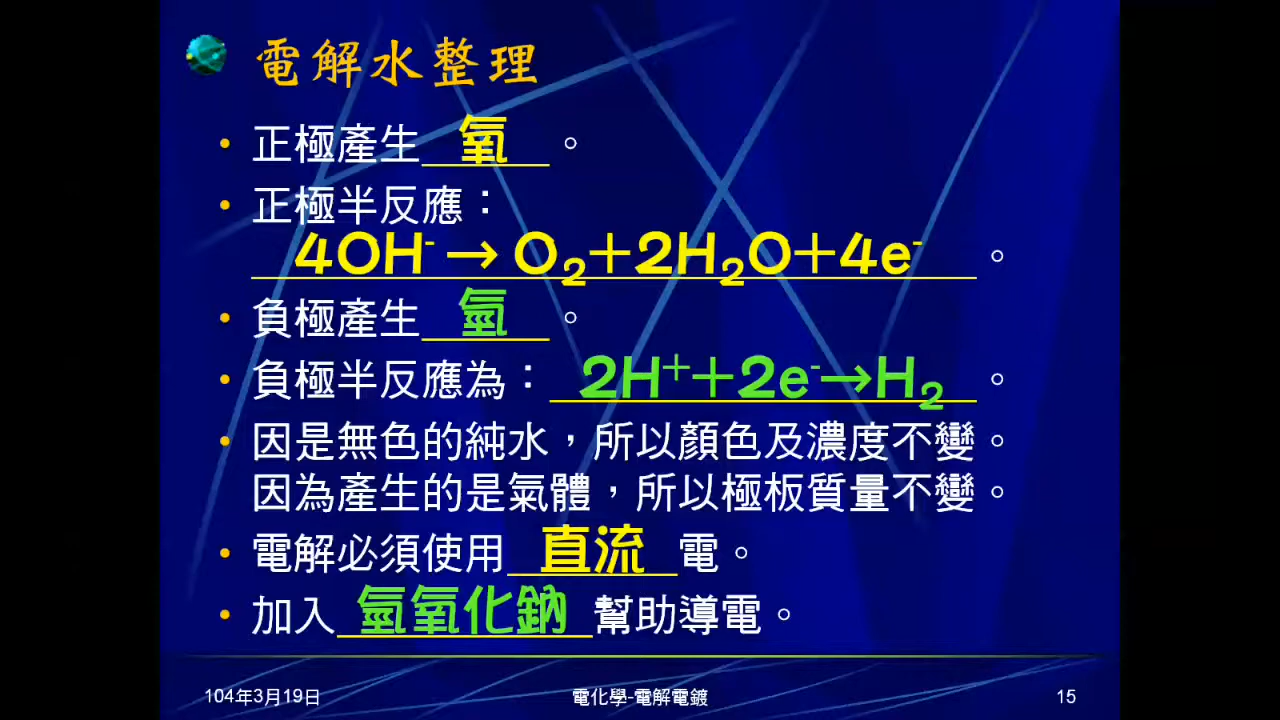 電解水整理
•正極產生 氧 。
•正極半反應：
4OH⁻→ O₂＋2H₂O＋4e⁻ 。
•負極產生 氫 。
•負極半反應為： 2H⁺＋2e⁻→H₂ 。
•因是無色的純水，所以顏色及濃度不變。
因為產生的是氣體，所以極板質量不變。
•電解必須使用 直流 電。
•加入 氫氧化鈉 幫助導電。
104年3月19日 電化學-電解電鍍 15